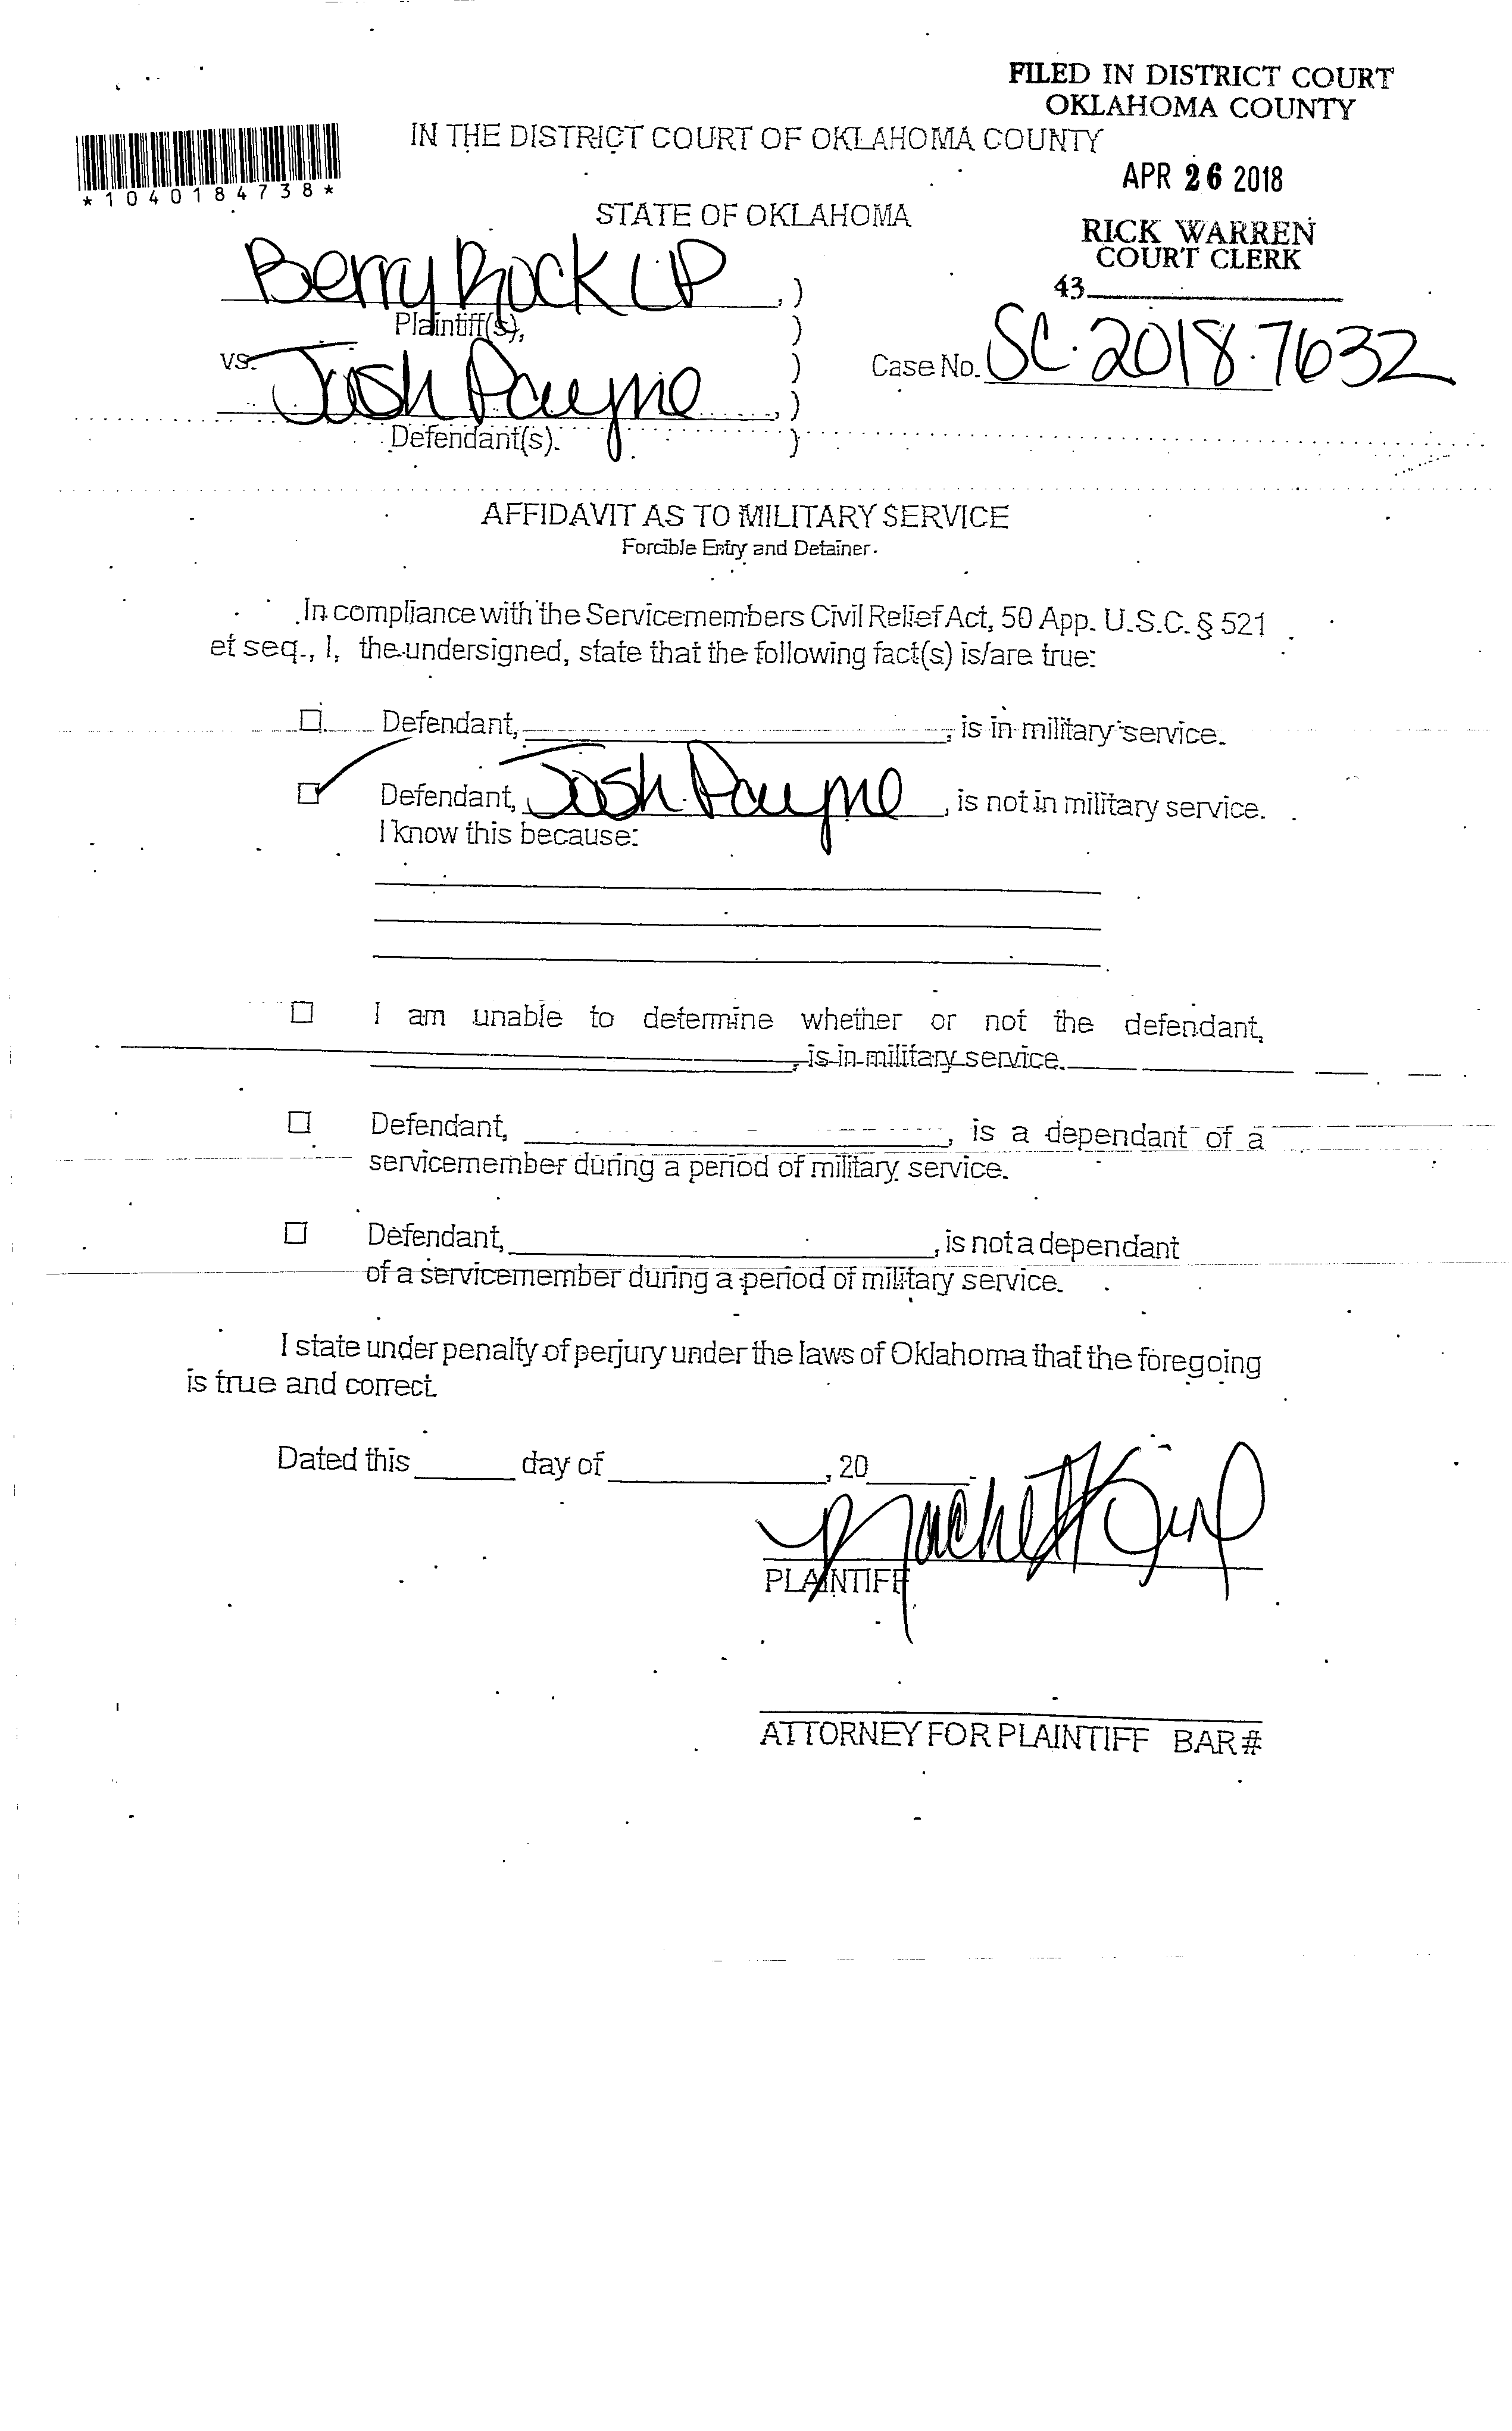 FILED IN DISTRICT COURT
OKLAHOMA COUNTY
IN THE DISTRICT COURT OF OKLAHOMA COUNTY
*1040184738*
APR 26 2018
STATE OF OKLAHOMA
RICK WARREN
COURT CLERK
43
Berry Rock LP,)
Plaintiff(s), )
vs. )
Case No. SC-2018-7632
Josh Payne,)
Defendant(s). )
AFFIDAVIT AS TO MILITARY SERVICE
Forcible Entry and Detainer
In compliance with the Servicemembers Civil Relief Act, 50 App. U.S.C. § 521
et seq., I, the undersigned, state that the following fact(s) is/are true:
☐ Defendant, , is in military service.
☑ Defendant, Josh Payne, is not in military service.
I know this because:
☐ I am unable to determine whether or not the defendant,
, is in military service.
☐ Defendant, , is a dependant of a
servicemember during a period of military service.
☐ Defendant, , is not a dependant
of a servicemember during a period of military service.
I state under penalty of perjury under the laws of Oklahoma that the foregoing
is true and correct.
Dated this day of , 20
PLAINTIFF
ATTORNEY FOR PLAINTIFF BAR #